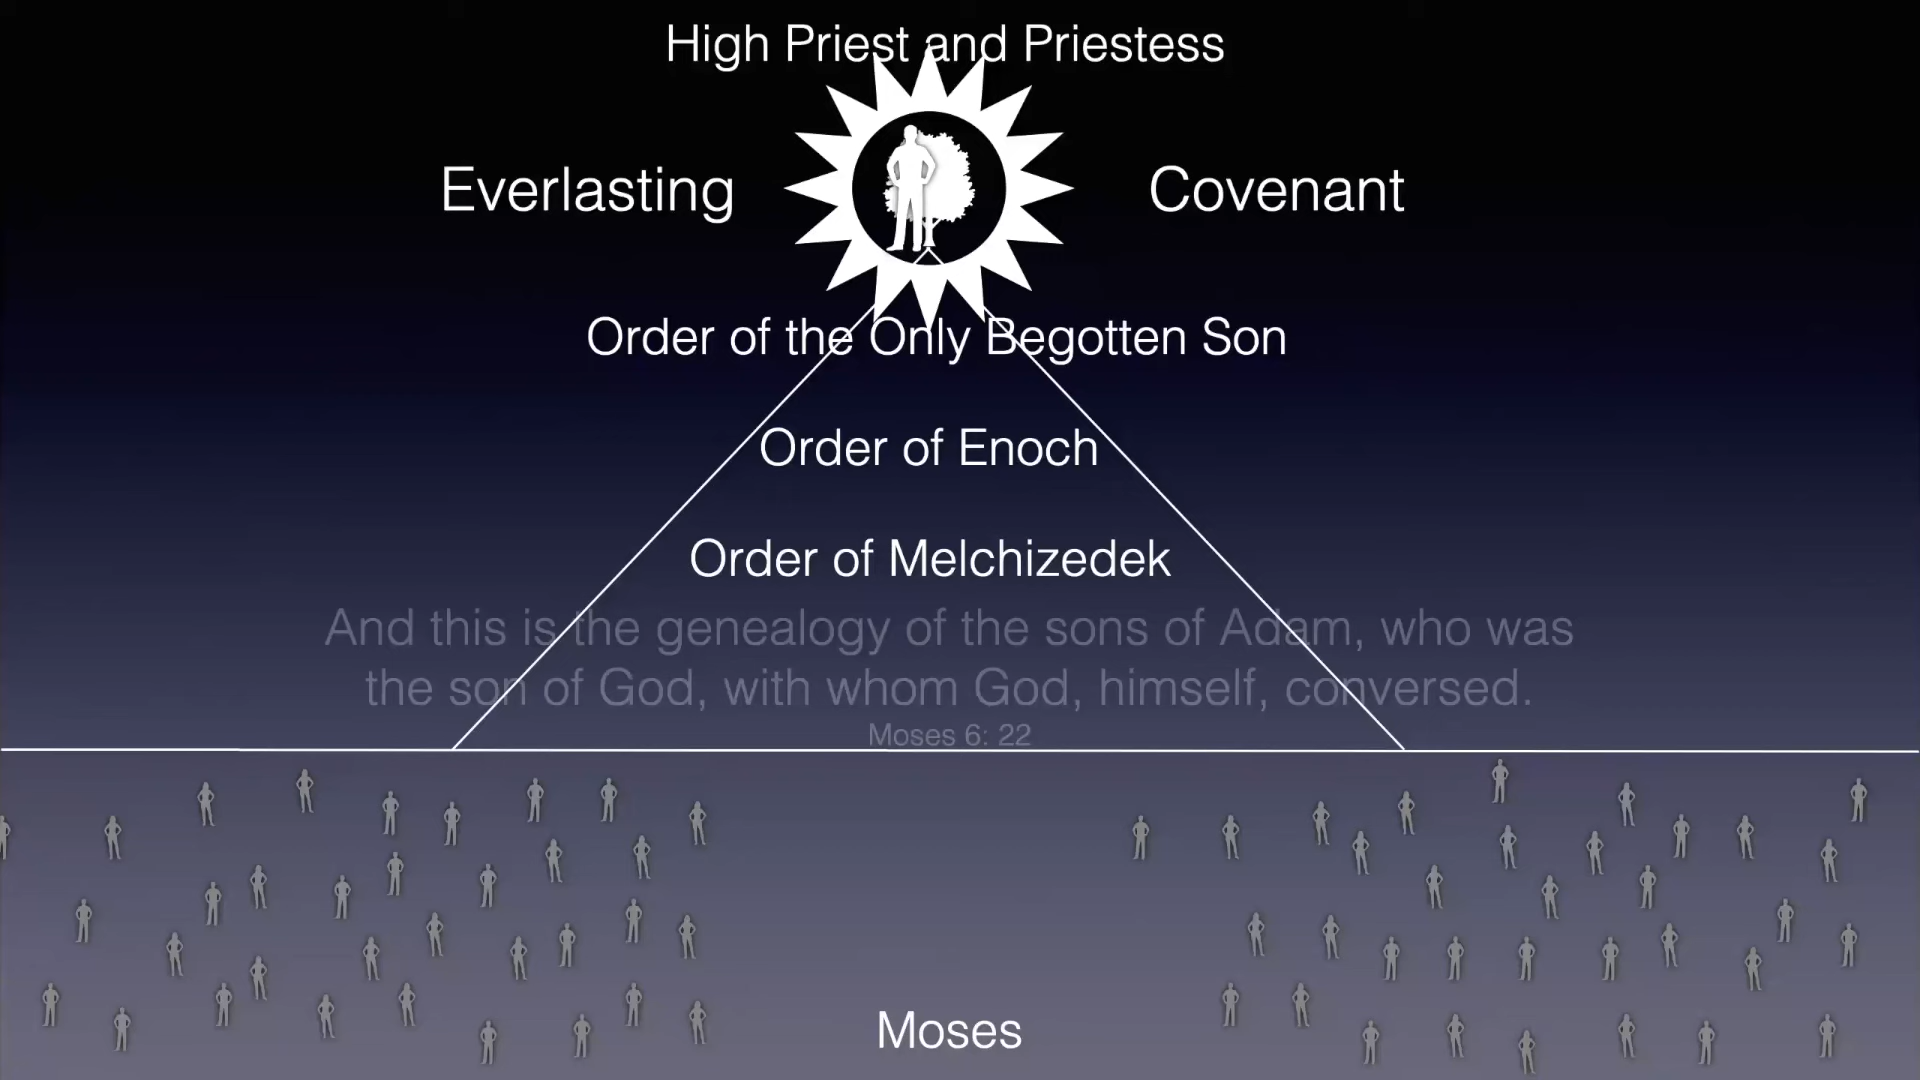 High Priest and Priestess
Everlasting Covenant
Order of the Only Begotten Son
Order of Enoch
Order of Melchizedek
And this is the genealogy of the sons of Adam, who was
the son of God, with whom God, himself, conversed.
Moses 6: 22
Moses